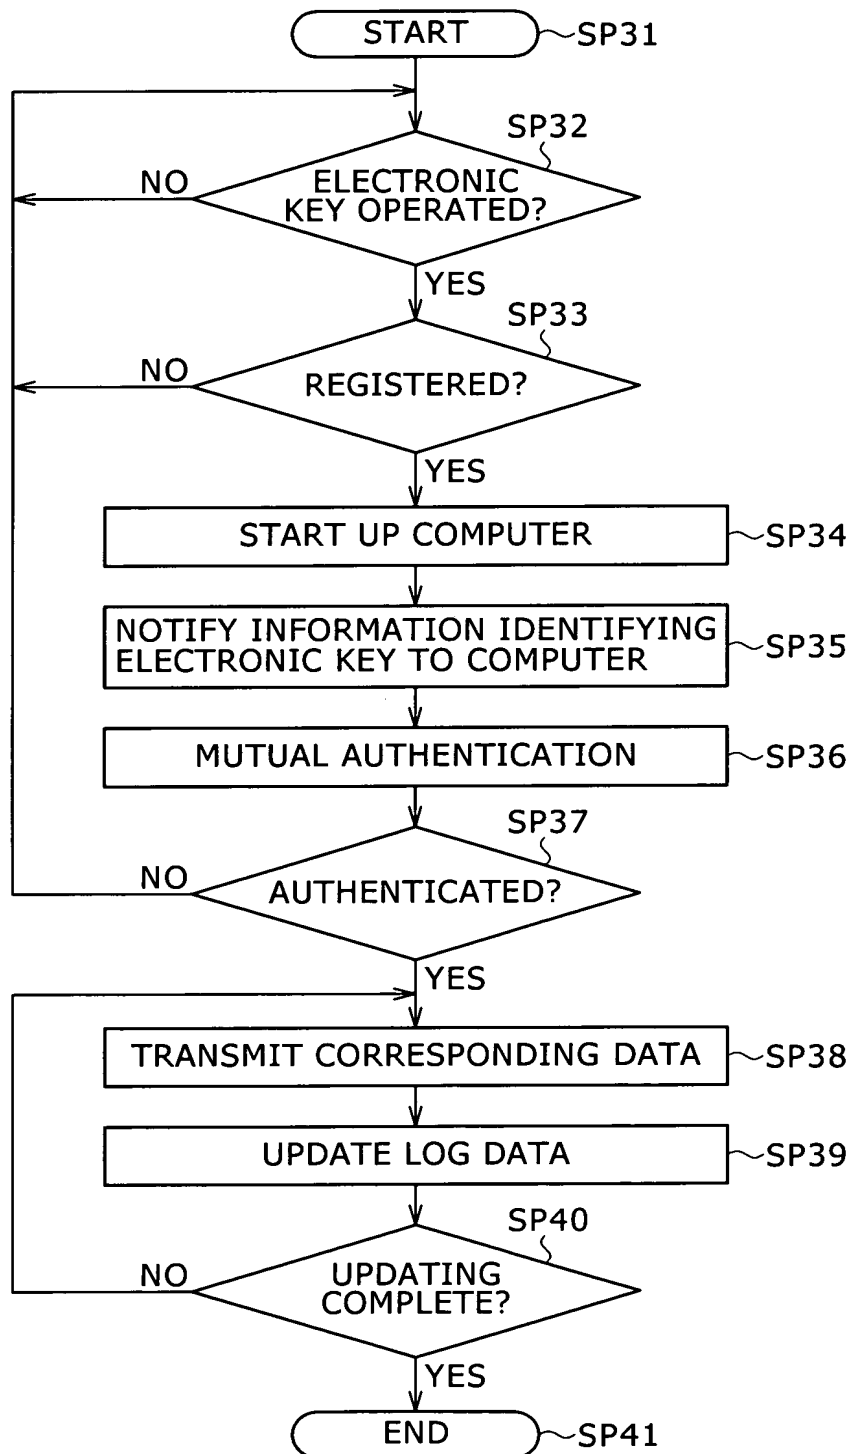 START
SP31
SP32
NO
ELECTRONIC
KEY OPERATED?
YES
SP33
NO
REGISTERED?
YES
START UP COMPUTER
SP34
NOTIFY INFORMATION IDENTIFYING
ELECTRONIC KEY TO COMPUTER
SP35
MUTUAL AUTHENTICATION
SP36
SP37
NO
AUTHENTICATED?
YES
TRANSMIT CORRESPONDING DATA
SP38
UPDATE LOG DATA
SP39
SP40
NO
UPDATING
COMPLETE?
YES
END
SP41